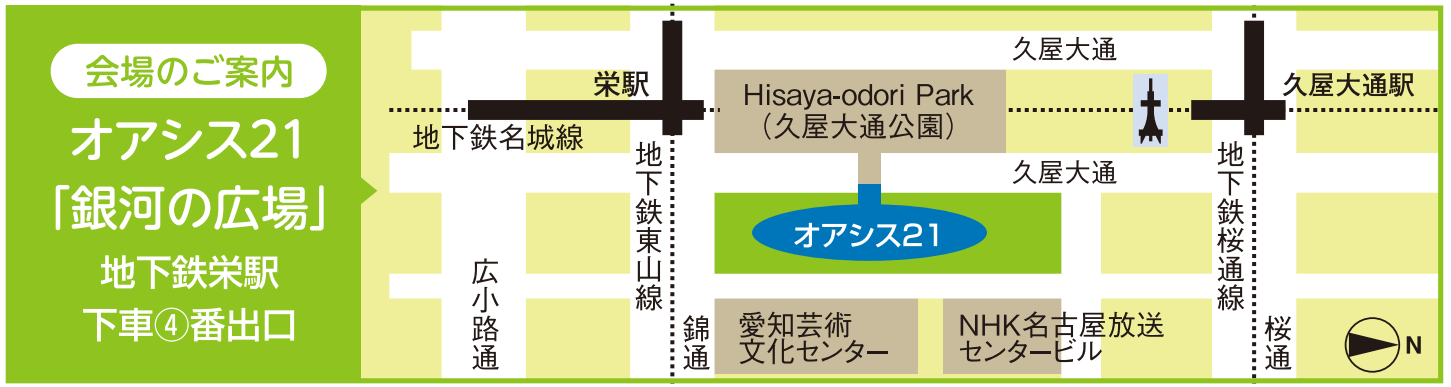 会場のご案内
オアシス21
「銀河の広場」
地下鉄栄駅
下車④番出口
久屋大通
栄駅
Hisaya-odori Park
（久屋大通公園）
久屋大通駅
地下鉄名城線
地下鉄東山線
久屋大通
地下鉄桜通線
オアシス21
広小路通
錦通
愛知芸術
文化センター
NHK名古屋放送
センタービル
桜通
N